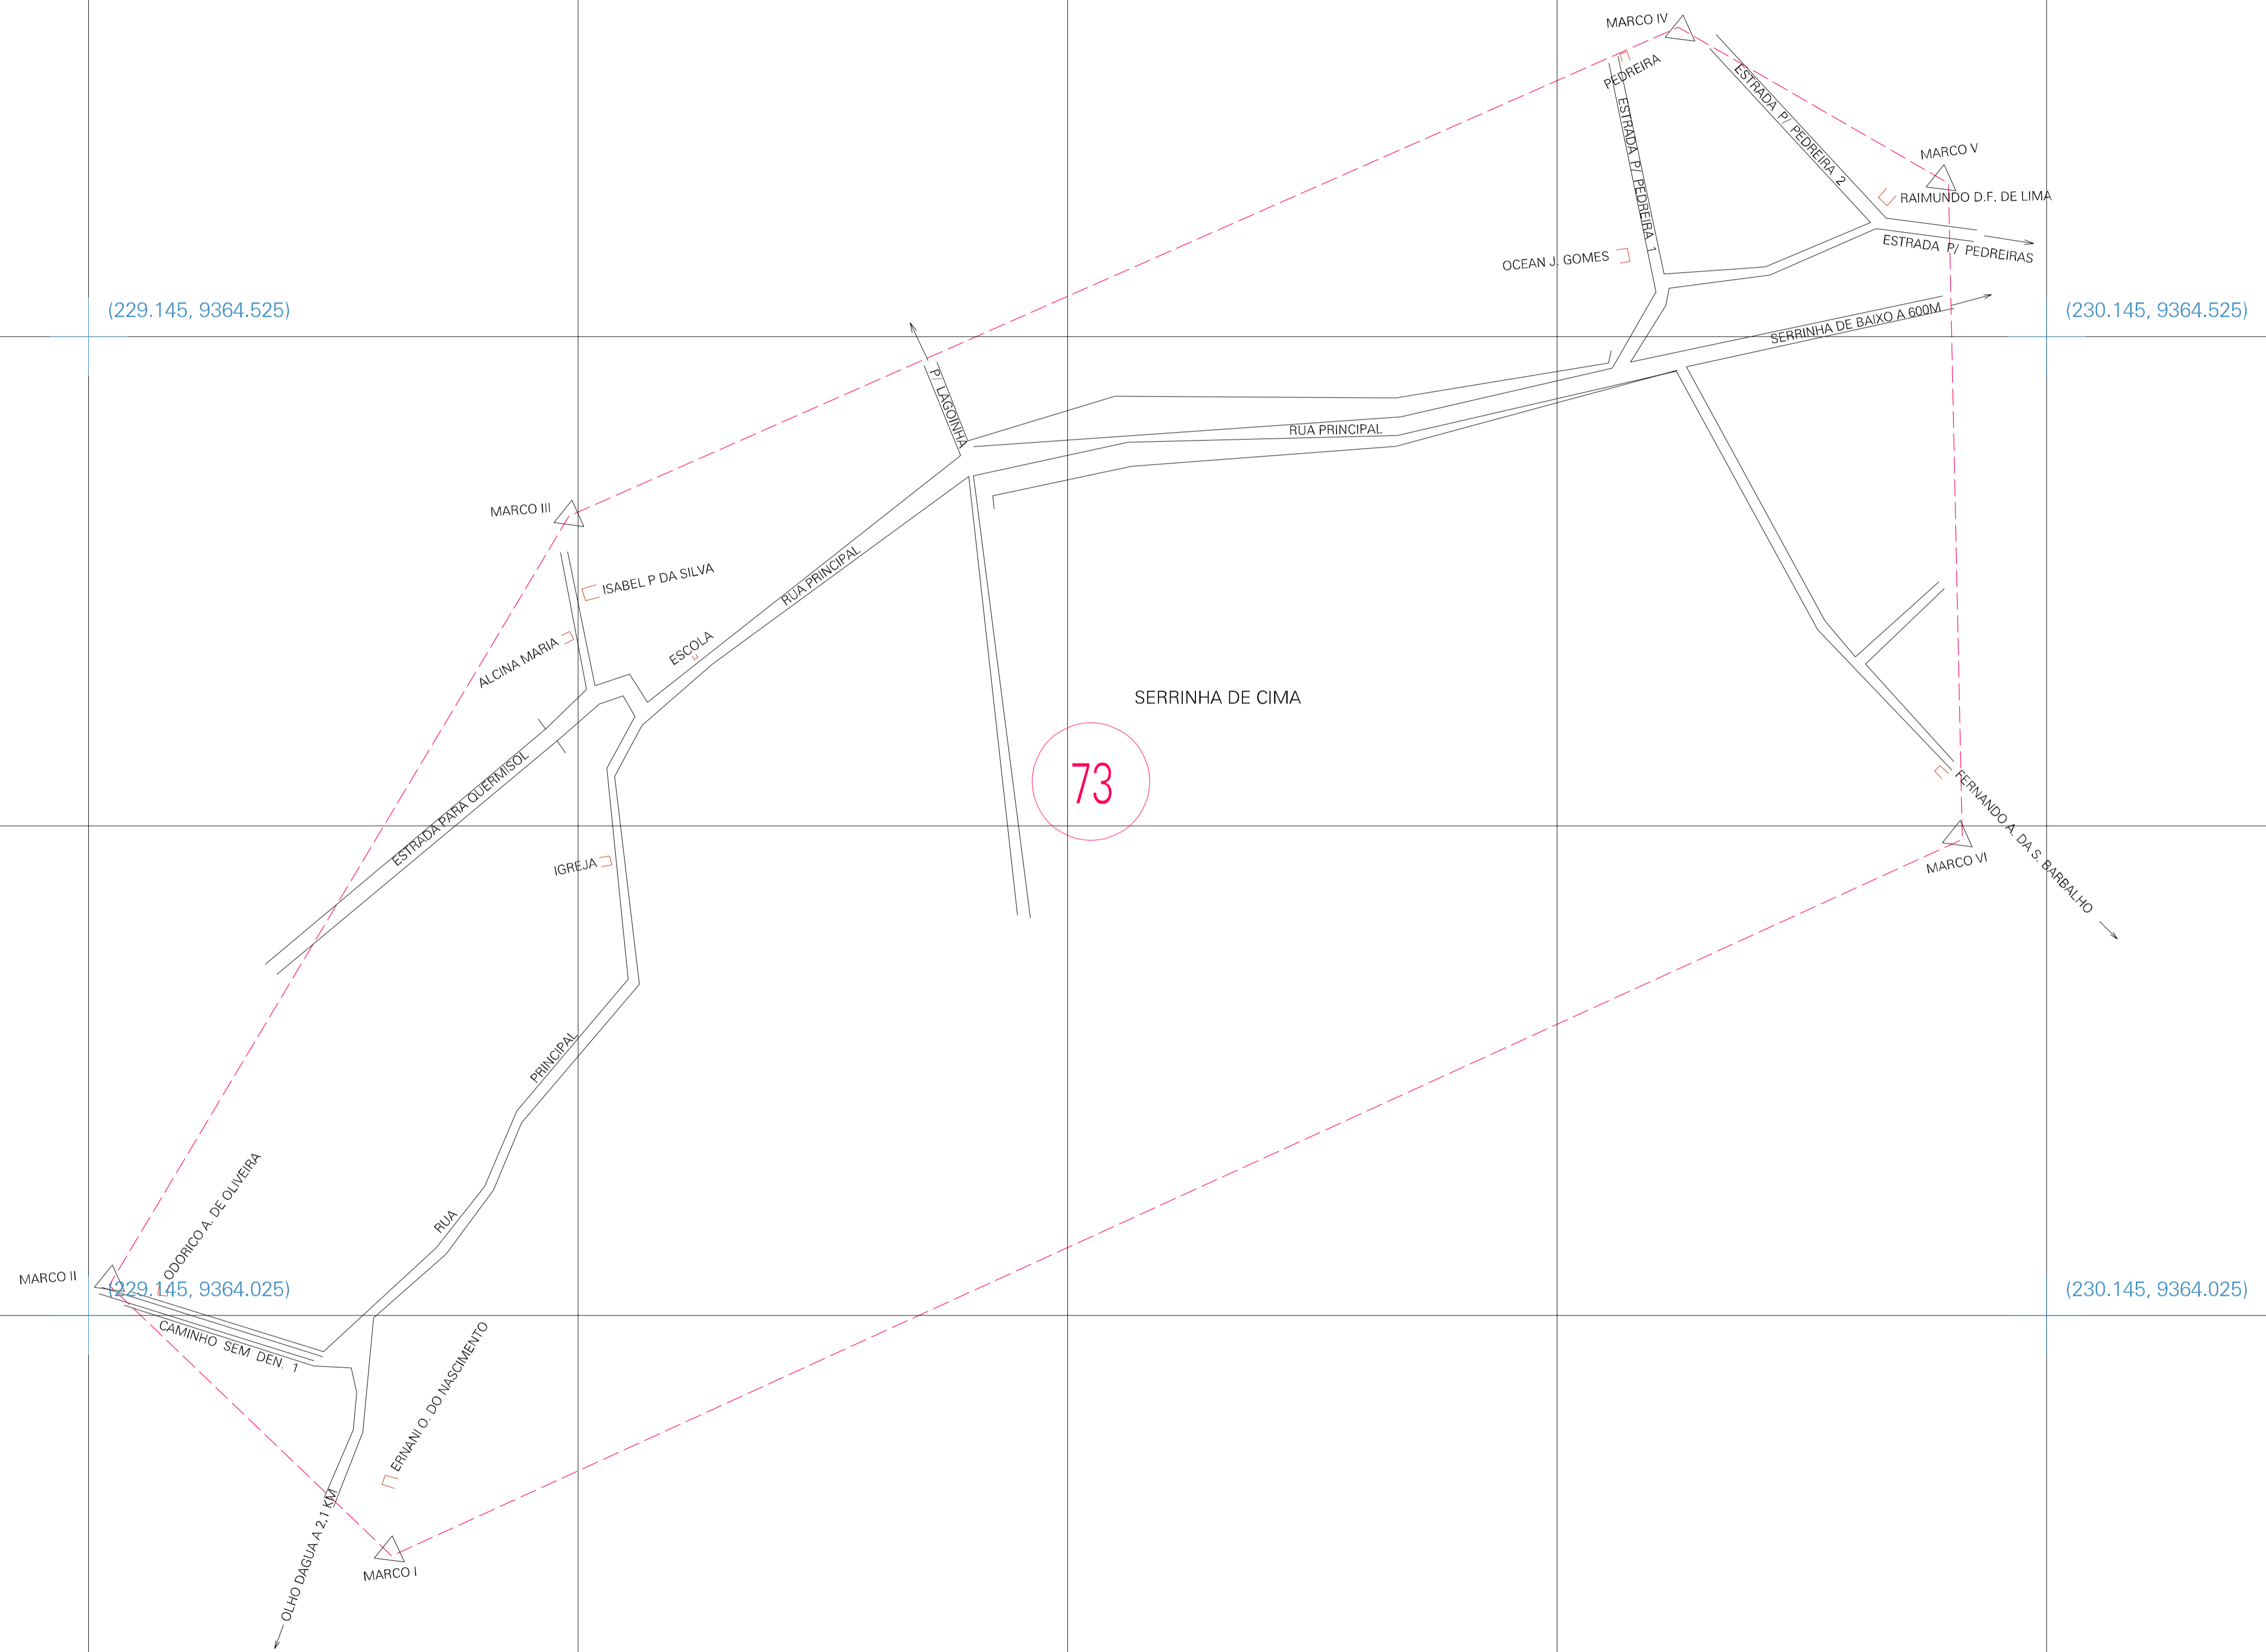 MARCO IV
PEDREIRA
ESTRADA P/ PEDREIRA 1
ESTRADA P/ PEDREIRA 2
MARCO V
RAIMUNDO D.F. DE LIMA
ESTRADA P/ PEDREIRAS
OCEAN J. GOMES
(229.145, 9364.525)
(230.145, 9364.525)
SERRINHA DE BAIXO A 600M
P/ LAGOINHA
RUA PRINCIPAL
MARCO III
ISABEL P DA SILVA
RUA PRINCIPAL
ALCINA MARIA
ESCOLA
SERRINHA DE CIMA
73
ESTRADA PARA QUERMISOL
IGREJA
FERNANDO A. DA S. BARBALHO
MARCO VI
PRINCIPAL
RUA
ODORICO A. DE OLIVEIRA
MARCO II
(229.145, 9364.025)
(230.145, 9364.025)
CAMINHO SEM DEN. 1
ERNANI O. DO NASCIMENTO
OLHO DAGUA A 2,1 KM
MARCO I